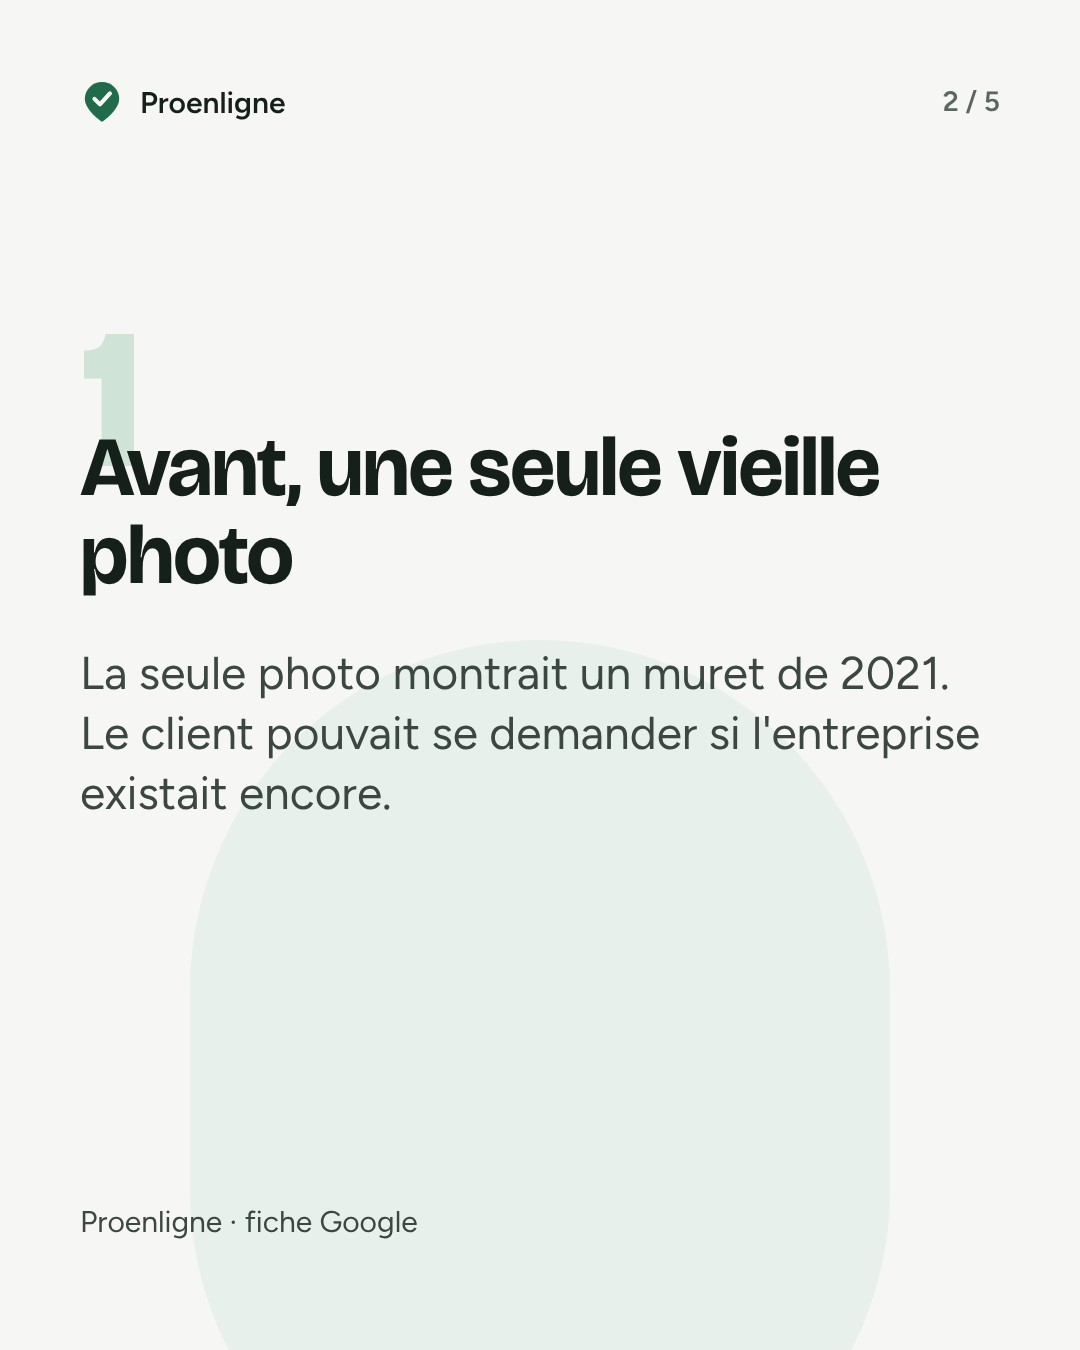 Proenligne
2 / 5
1
Avant, une seule vieille
photo
La seule photo montrait un muret de 2021.
Le client pouvait se demander si l'entreprise
existait encore.
Proenligne · fiche Google